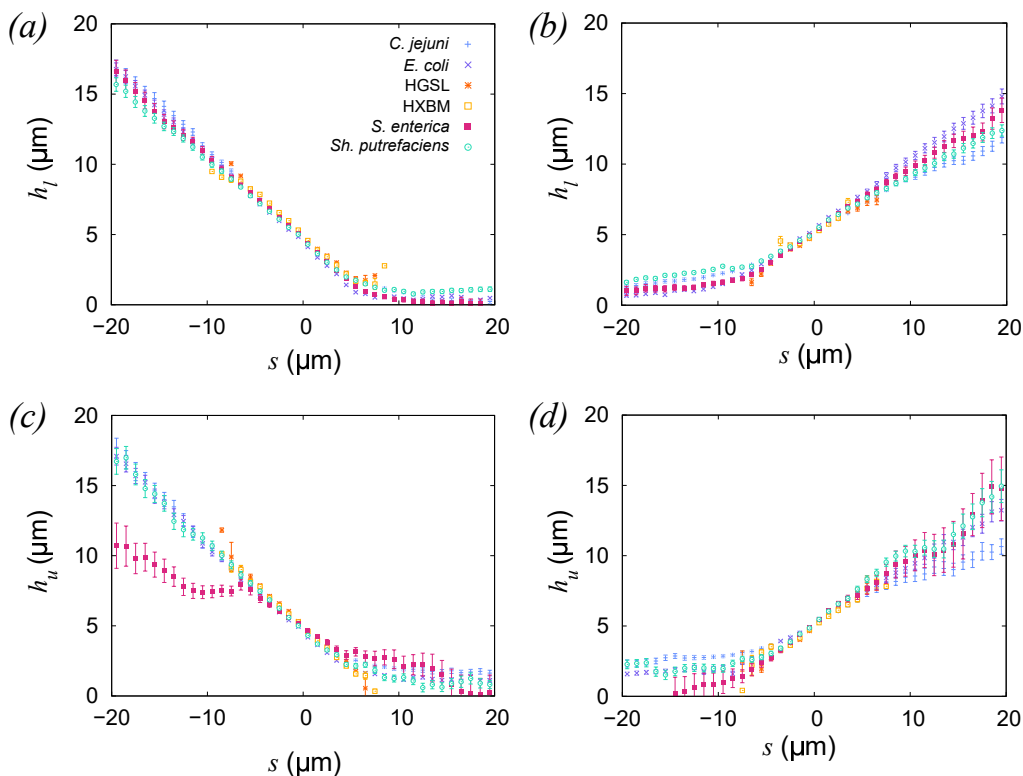 (a)
20
15
10
5
0
h_l (μm)
−20 −10 0 10 20
s (μm)
C. jejuni
E. coli
HGSL
HXBM
S. enterica
Sh. putrefaciens
(b)
20
15
10
5
0
h_l (μm)
−20 −10 0 10 20
s (μm)
(c)
20
15
10
5
0
h_u (μm)
−20 −10 0 10 20
s (μm)
(d)
20
15
10
5
0
h_u (μm)
−20 −10 0 10 20
s (μm)